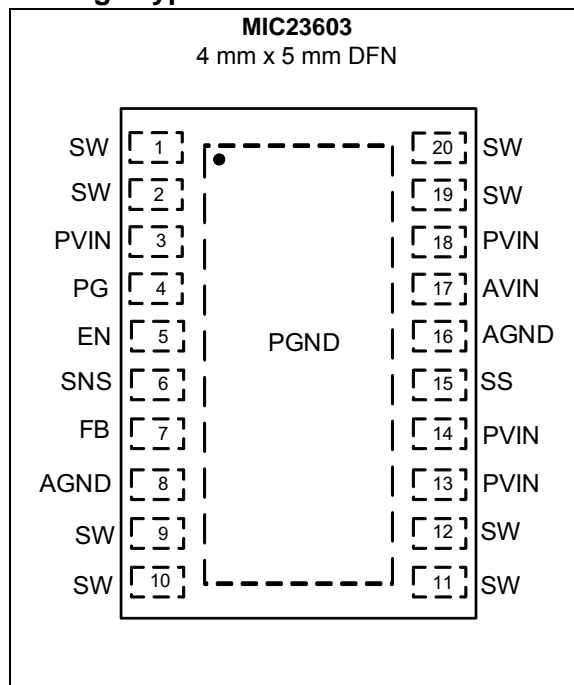 MIC23603
4 mm x 5 mm DFN
SW 1 20 SW
SW 2 19 SW
PVIN 3 18 PVIN
PG 4 17 AVIN
EN 5 16 AGND
PGND
SNS 6 15 SS
FB 7 14 PVIN
AGND 8 13 PVIN
SW 9 12 SW
SW 10 11 SW